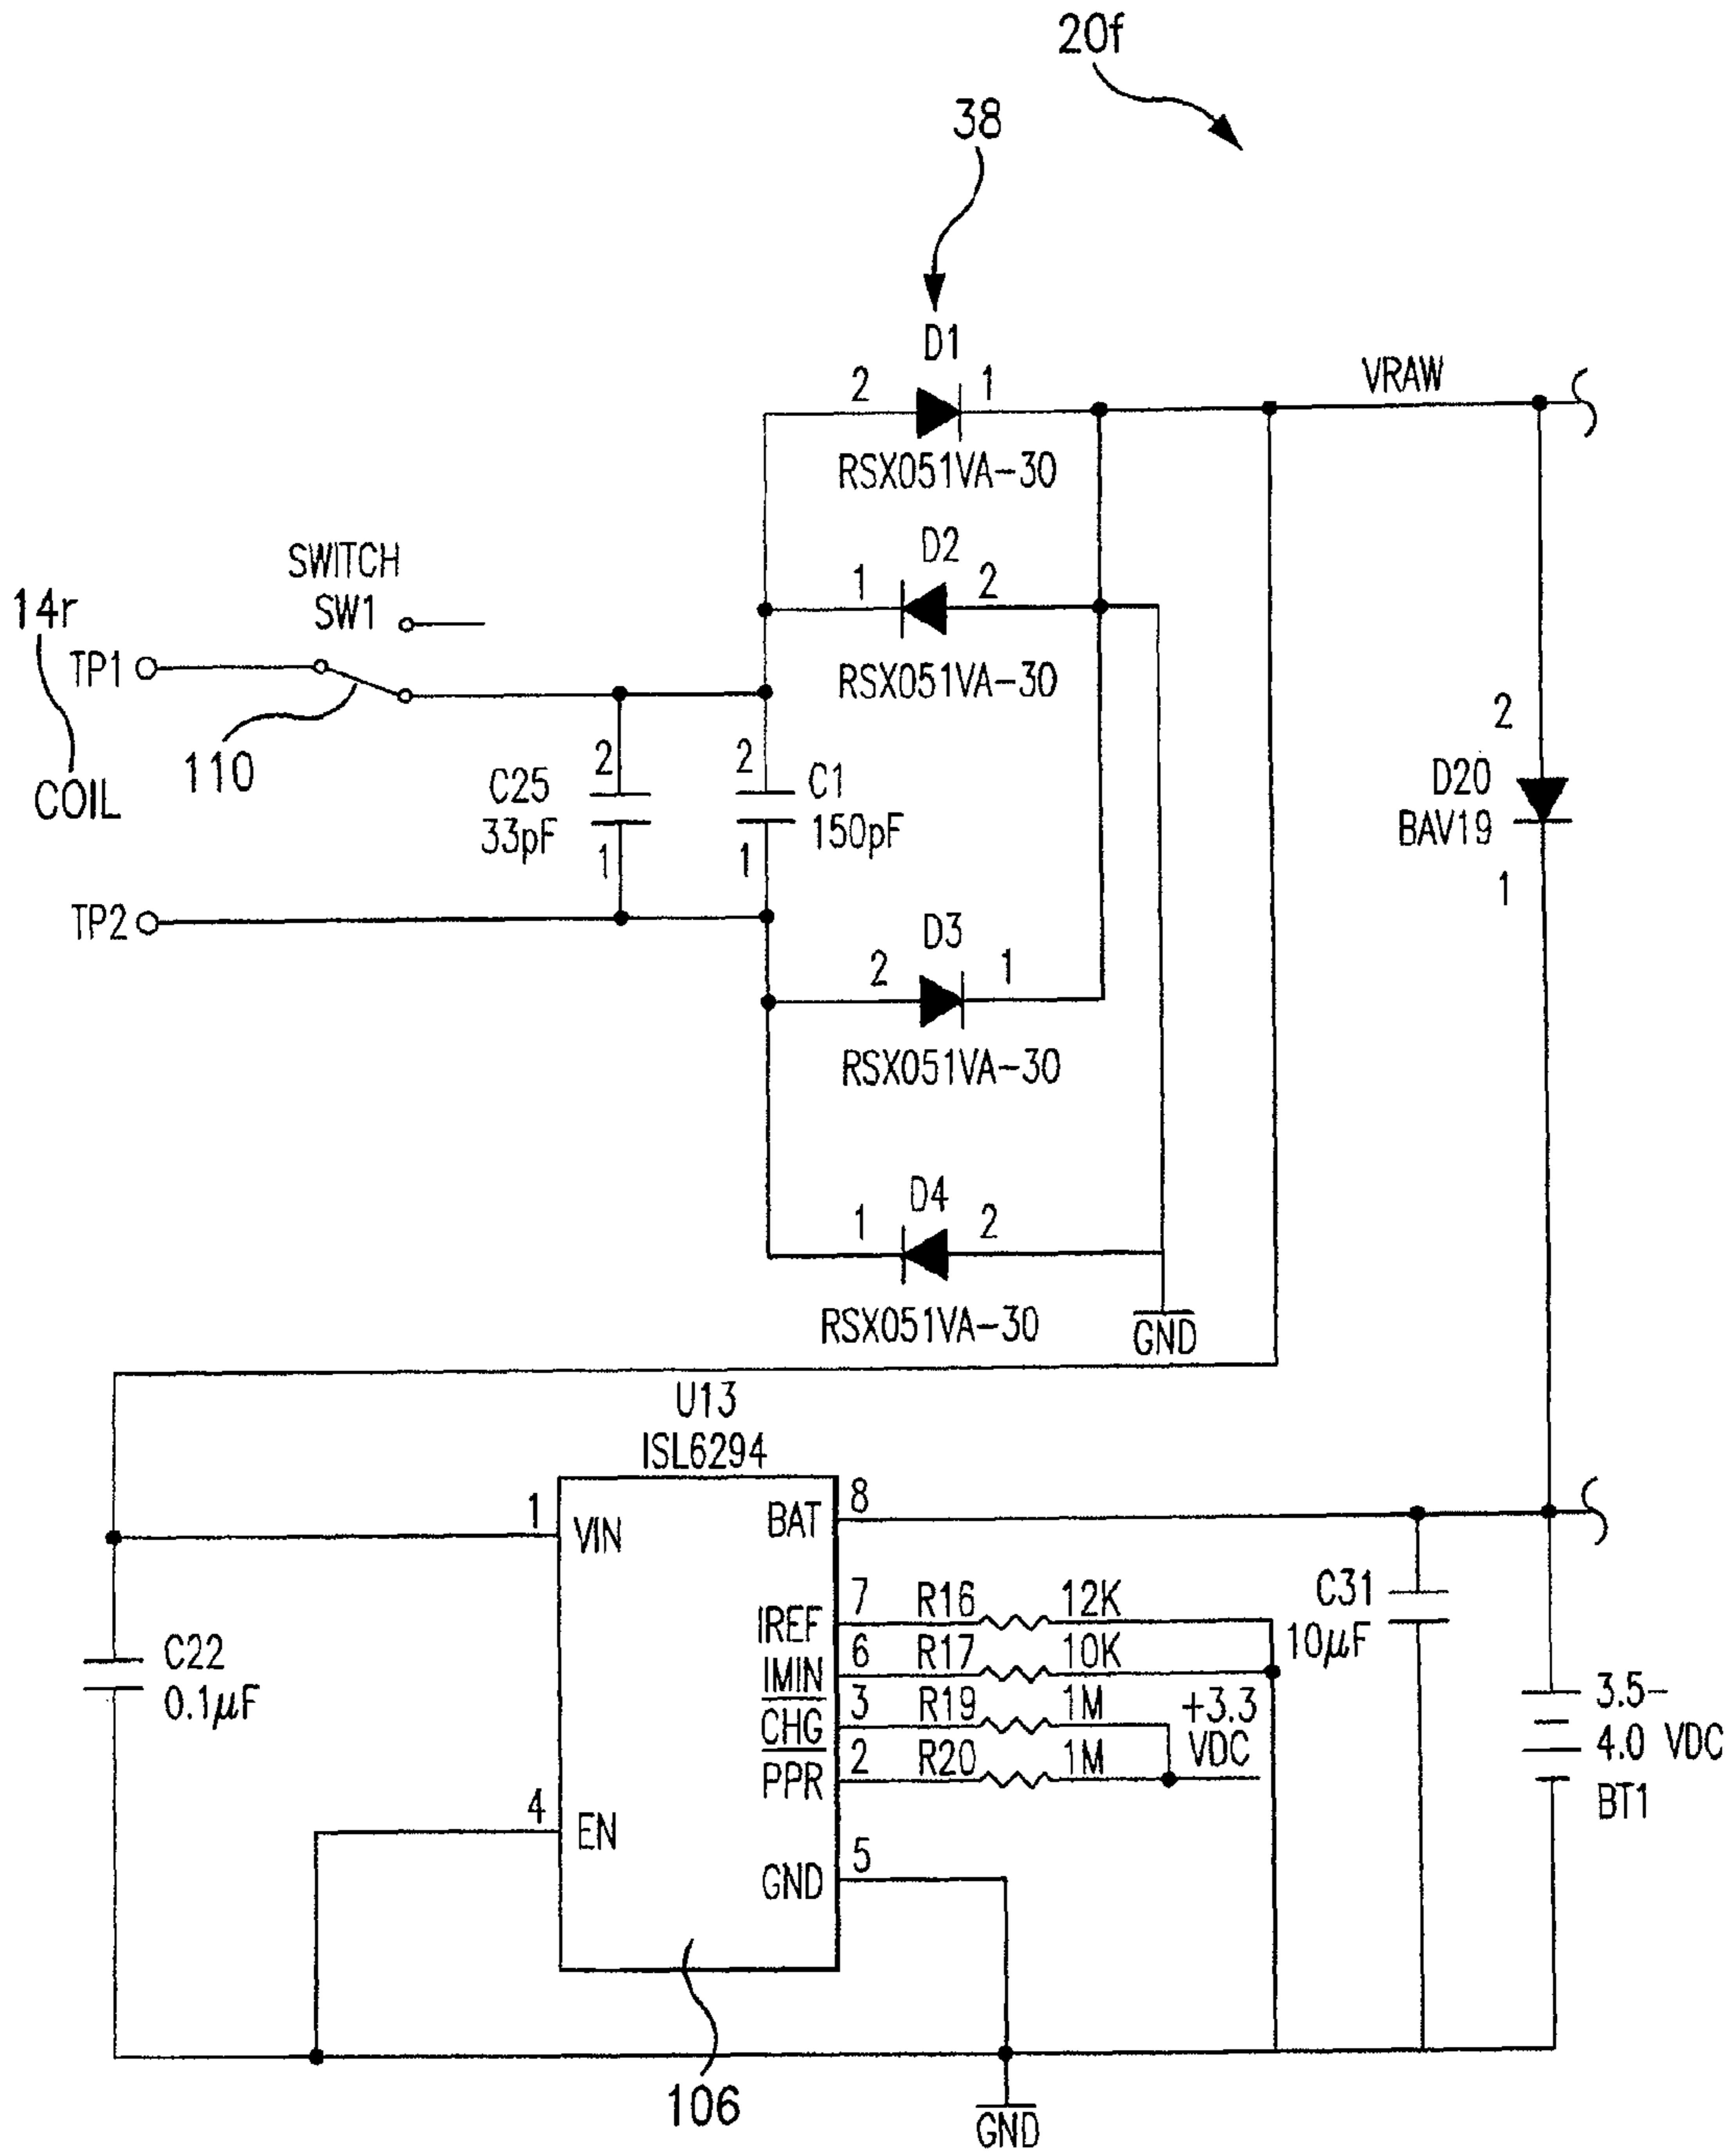 20f
38
D1
2
1
VRAW
RSX051VA-30
D2
1
2
RSX051VA-30
SWITCH
SW1
14r
TP1
110
COIL
2
C25
33pF
1
2
C1
150pF
1
2
D20
BAV19
1
TP2
D3
2
1
RSX051VA-30
D4
1
2
RSX051VA-30
GND
U13
ISL6294
1
VIN
BAT
8
C22
0.1μF
IREF
7
R16
12K
IMIN
6
R17
10K
CHG
3
R19
1M
PPR
2
R20
1M
+3.3
VDC
C31
10μF
3.5-
4.0 VDC
BT1
4
EN
GND
5
106
GND